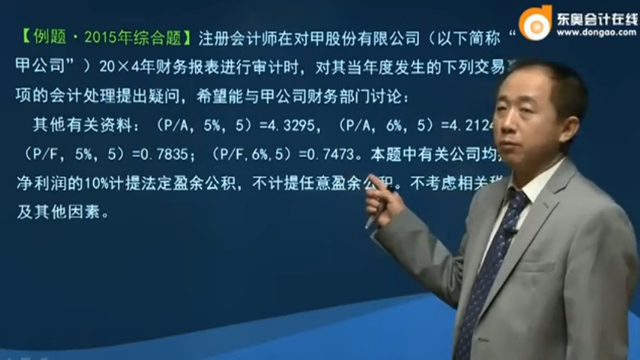 东奥会计在线
www.dongao.com
【例题·2015年综合题】注册会计师在对甲股份有限公司（以下简称“
甲公司”）20×4年财务报表进行审计时，对其当年度发生的下列交易
项的会计处理提出疑问，希望能与甲公司财务部门讨论：
其他有关资料：（P/A，5%，5）=4.3295，（P/A，6%，5）=4.2124
（P/F，5%，5）=0.7835；（P/F,6%,5）=0.7473。本题中有关公司均
净利润的10%计提法定盈余公积，不计提任意盈余公积。不考虑相关
及其他因素。